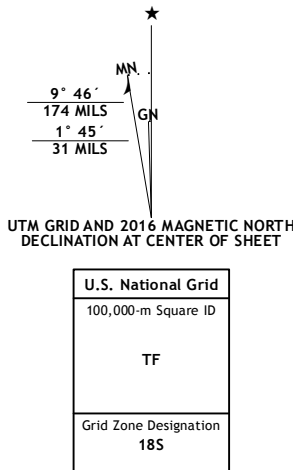 MN
GN
9° 46´
174 MILS
1° 45´
31 MILS
UTM GRID AND 2016 MAGNETIC NORTH
DECLINATION AT CENTER OF SHEET
U.S. National Grid
100,000-m Square ID
TF
Grid Zone Designation
18S